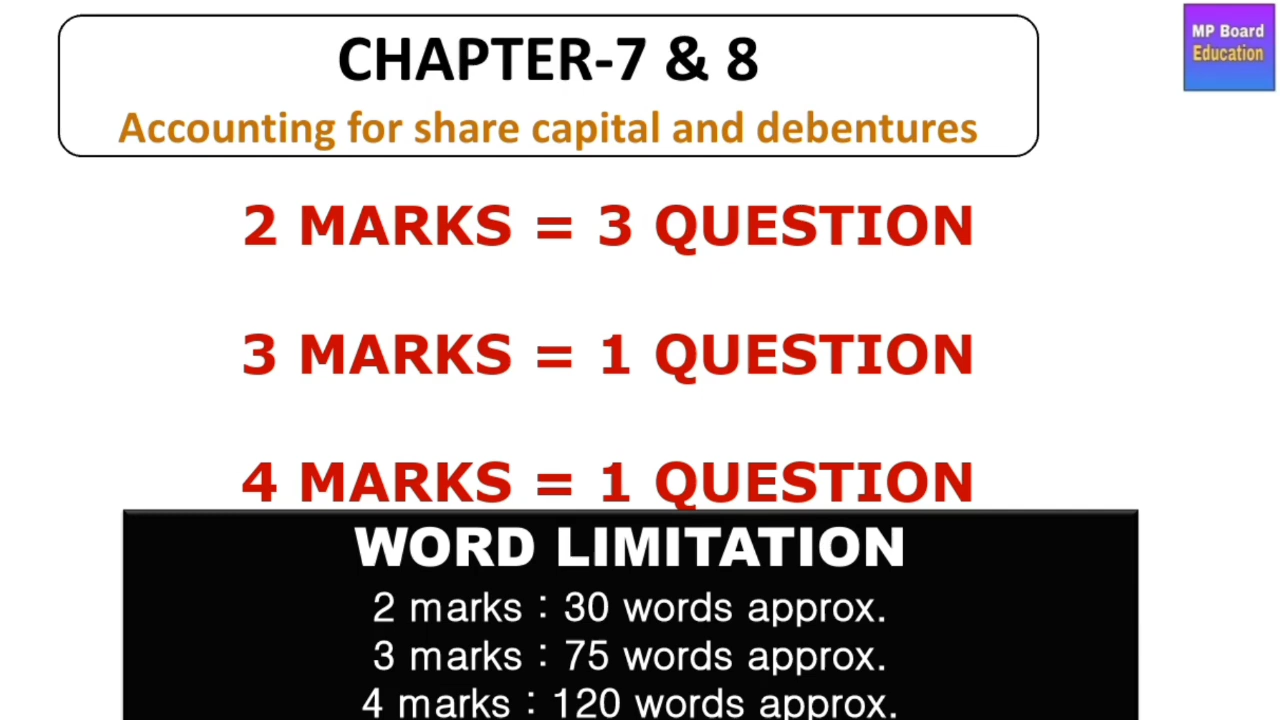 CHAPTER-7 & 8
MP Board
Education
Accounting for share capital and debentures
2 MARKS = 3 QUESTION
3 MARKS = 1 QUESTION
4 MARKS = 1 QUESTION
WORD LIMITATION
2 marks : 30 words approx.
3 marks : 75 words approx.
4 marks : 120 words approx.